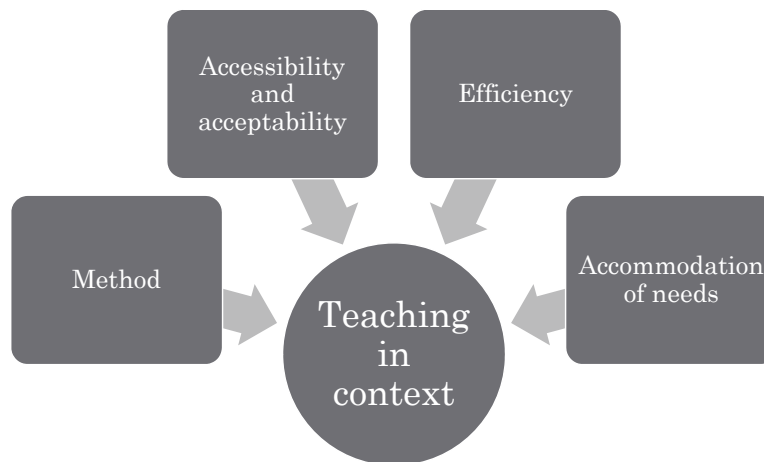 Accessibility
and
acceptability
Efficiency
Method
Accommodation
of needs
Teaching
in
context